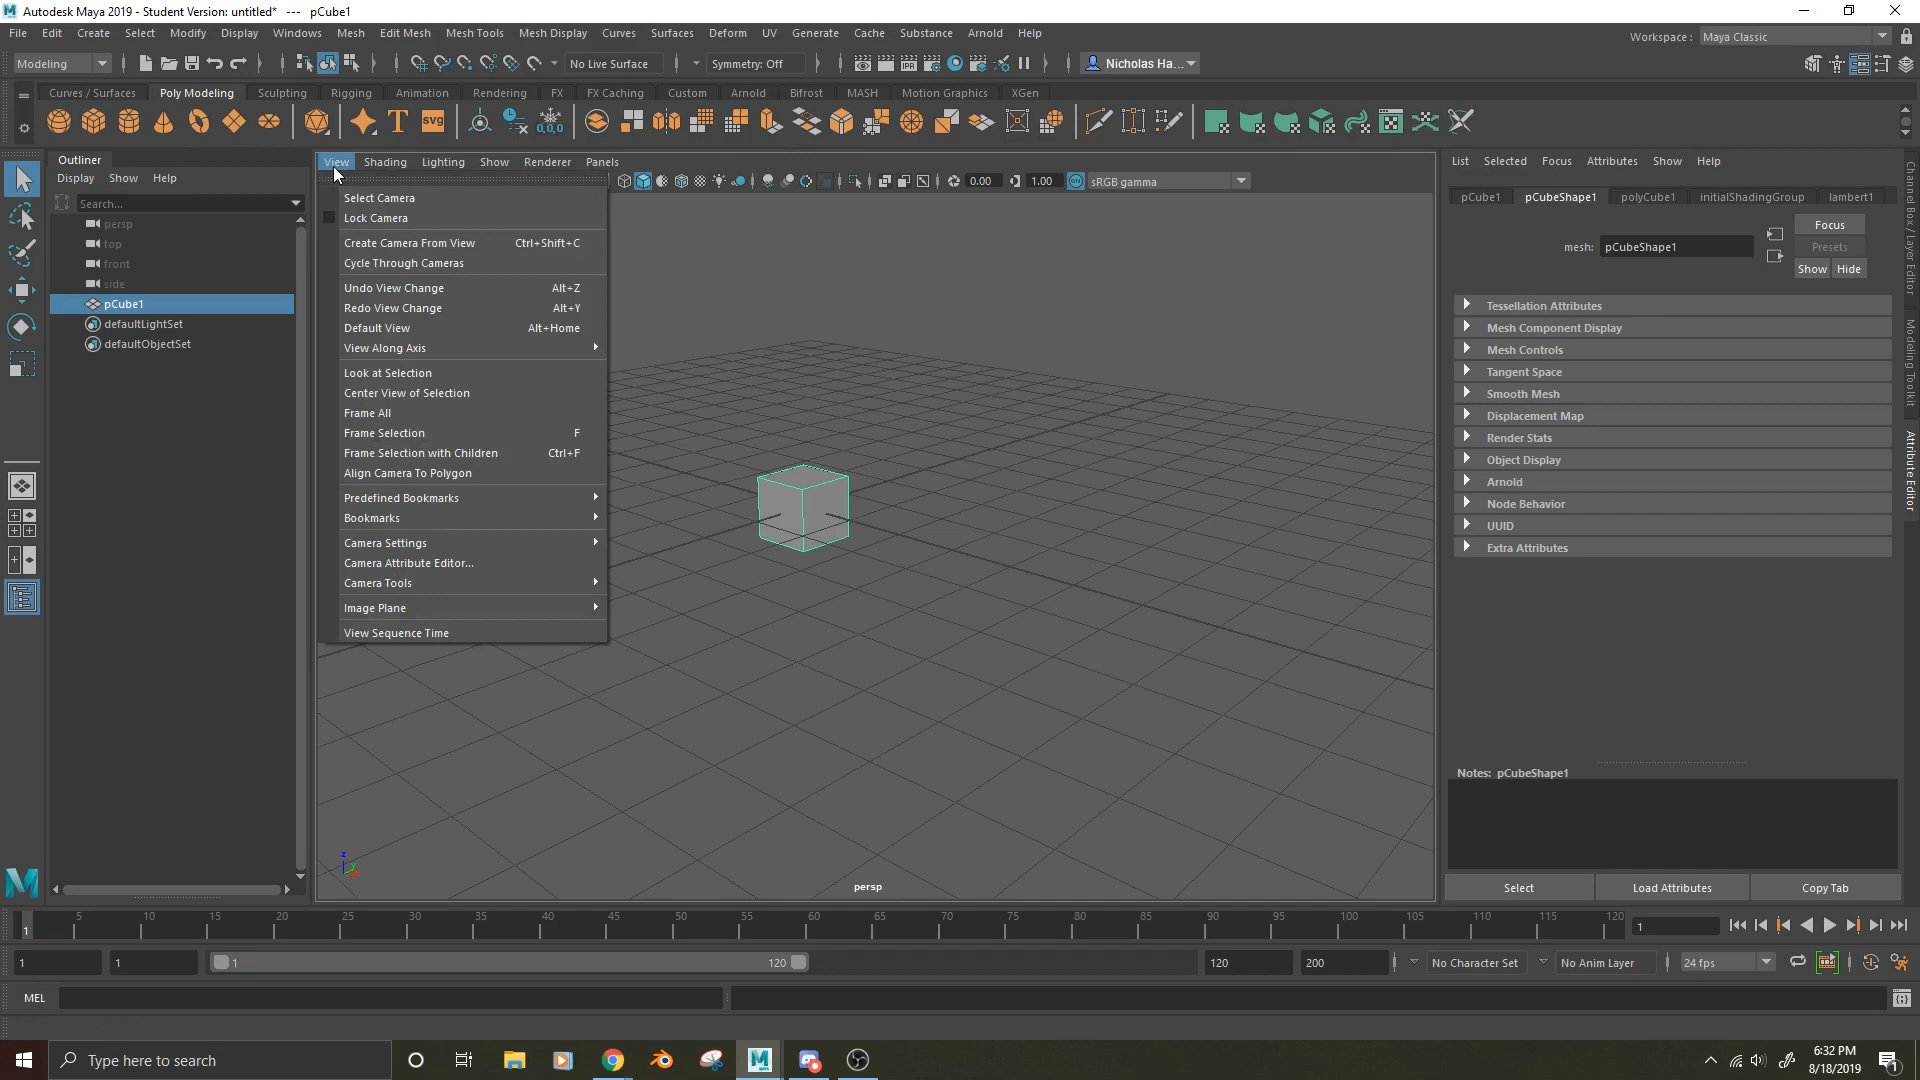 Autodesk Maya 2019 - Student Version: untitled* --- pCube1
File Edit Create Select Modify Display Windows Mesh Edit Mesh Mesh Tools Mesh Display Curves Surfaces Deform UV Generate Cache Substance Arnold Help
Workspace : Maya Classic
Modeling No Live Surface Symmetry: Off IPR Nicholas Ha...
Curves / Surfaces Poly Modeling Sculpting Rigging Animation Rendering FX FX Caching Custom Arnold Bifrost MASH Motion Graphics XGen
T svg 0,0,0
Outliner
Display Show Help
Search...
persp
top
front
side
pCube1
defaultLightSet
defaultObjectSet
View Shading Lighting Show Renderer Panels
0.00 1.00 ON sRGB gamma
Select Camera
Lock Camera
Create Camera From View Ctrl+Shift+C
Cycle Through Cameras
Undo View Change Alt+Z
Redo View Change Alt+Y
Default View Alt+Home
View Along Axis
Look at Selection
Center View of Selection
Frame All
Frame Selection F
Frame Selection with Children Ctrl+F
Align Camera To Polygon
Predefined Bookmarks
Bookmarks
Camera Settings
Camera Attribute Editor...
Camera Tools
Image Plane
View Sequence Time
z
y
persp
List Selected Focus Attributes Show Help
pCube1 pCubeShape1 polyCube1 initialShadingGroup lambert1
mesh: pCubeShape1
Focus
Presets
Show Hide
Tessellation Attributes
Mesh Component Display
Mesh Controls
Tangent Space
Smooth Mesh
Displacement Map
Render Stats
Object Display
Arnold
Node Behavior
UUID
Extra Attributes
Notes: pCubeShape1
Select Load Attributes Copy Tab
Channel Box / Layer Editor
Modeling Toolkit
Attribute Editor
1 5 10 15 20 25 30 35 40 45 50 55 60 65 70 75 80 85 90 95 100 105 110 115 120
1
1 1 1 120 120 200 No Character Set No Anim Layer 24 fps
MEL
Type here to search
6:32 PM
8/18/2019
1